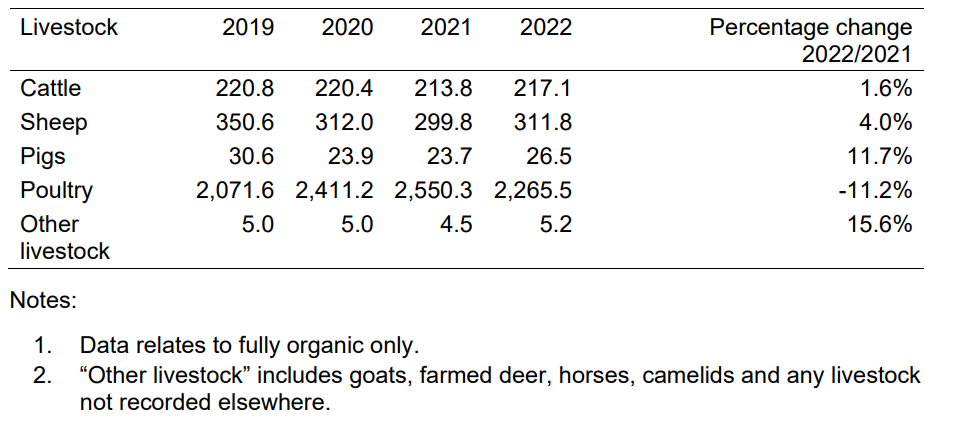 Livestock 2019 2020 2021 2022 Percentage change
2022/2021
Cattle 220.8 220.4 213.8 217.1 1.6%
Sheep 350.6 312.0 299.8 311.8 4.0%
Pigs 30.6 23.9 23.7 26.5 11.7%
Poultry 2,071.6 2,411.2 2,550.3 2,265.5 -11.2%
Other 5.0 5.0 4.5 5.2 15.6%
livestock
Notes:
1. Data relates to fully organic only.
2. “Other livestock” includes goats, farmed deer, horses, camelids and any livestock
not recorded elsewhere.